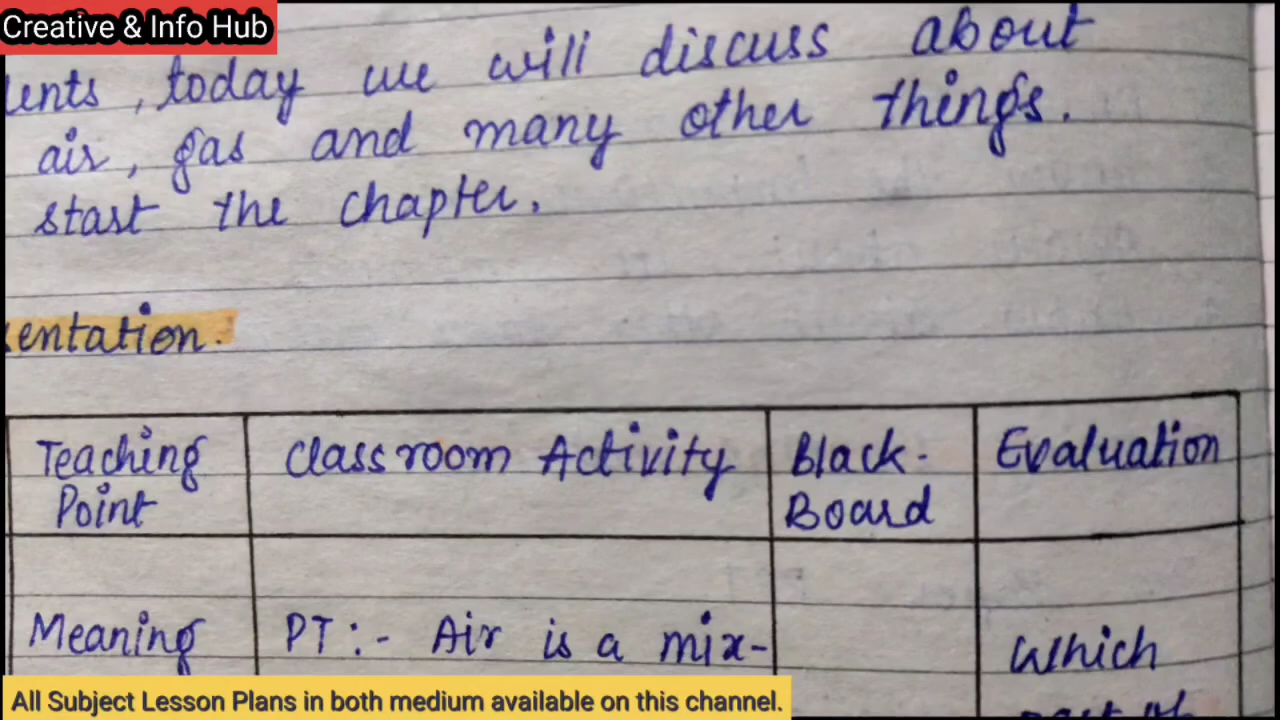 Creative & Info Hub
ents, today we will discuss about
air, gas and many other things.
start the chapter.
entation.
Teaching Point
Classroom Activity
Black-Board
Evaluation
Meaning
PT:- Air is a mix-
Which
part of
All Subject Lesson Plans in both medium available on this channel.